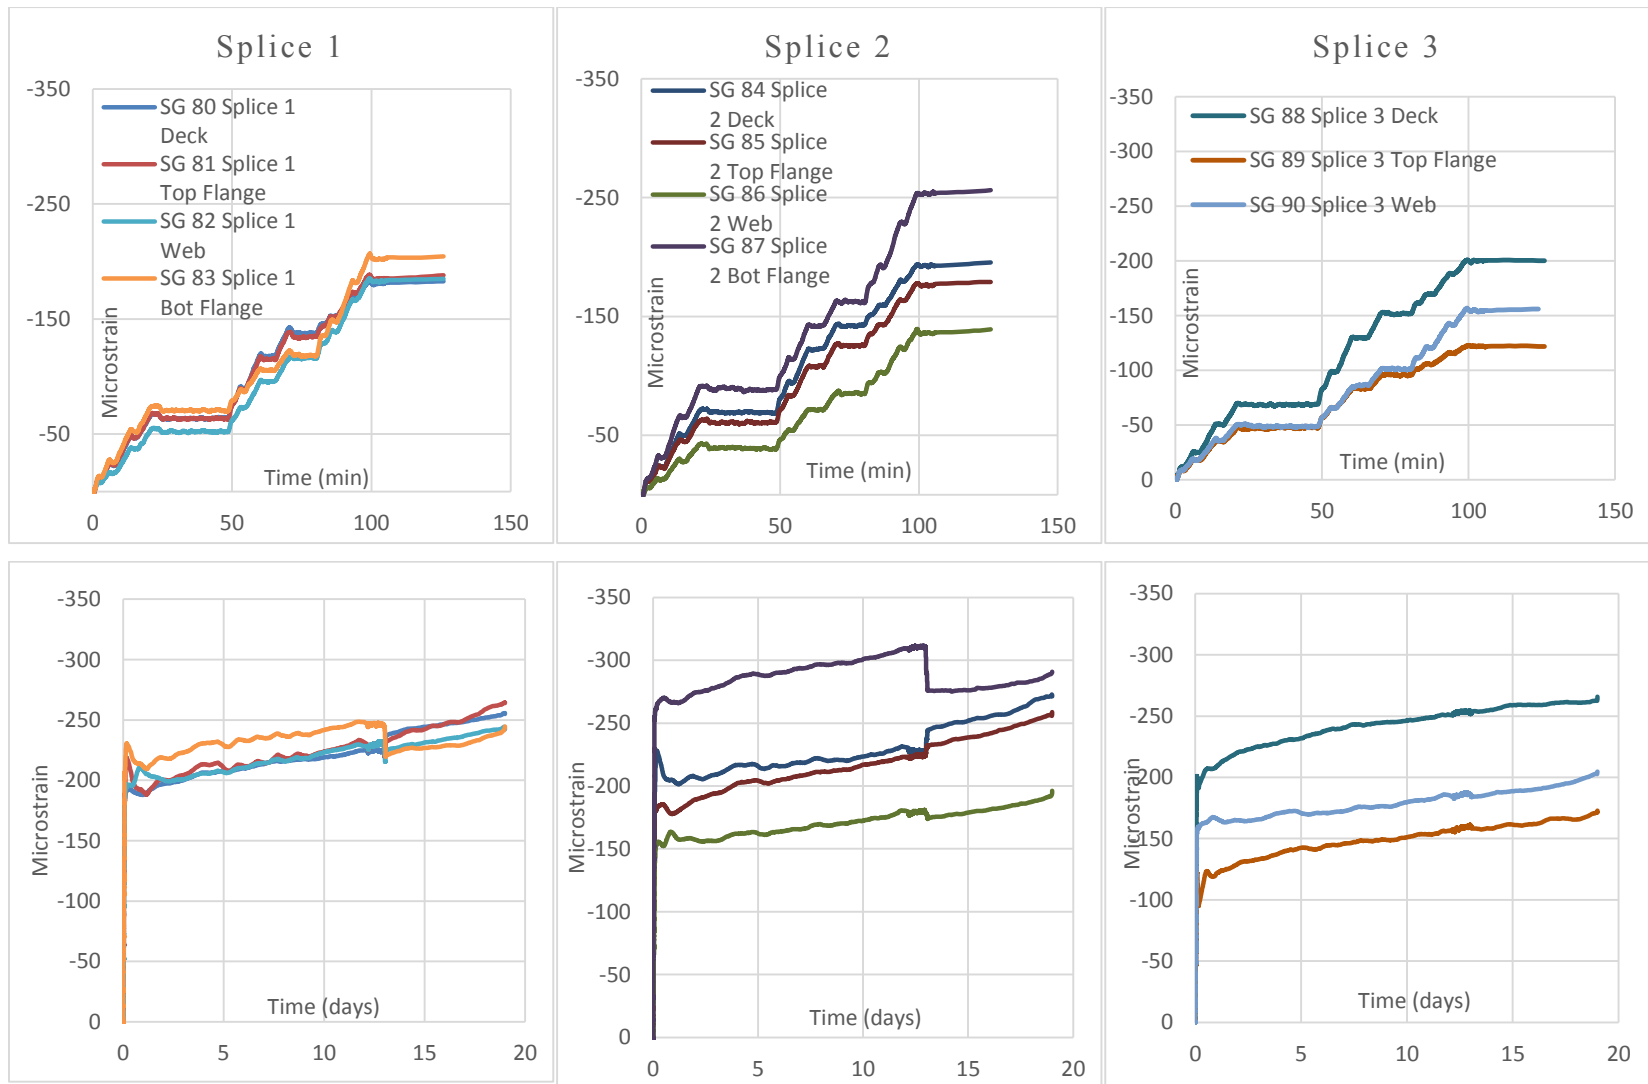 Splice 1
-350
-250
-150
-50
SG 80 Splice 1
Deck
SG 81 Splice 1
Top Flange
SG 82 Splice 1
Web
SG 83 Splice 1
Bot Flange
Microstrain
Time (min)
0
50
100
150
Splice 2
-350
-250
-150
-50
SG 84 Splice
2 Deck
SG 85 Splice
2 Top Flange
SG 86 Splice
2 Web
SG 87 Splice
2 Bot Flange
Microstrain
Time (min)
0
50
100
150
Splice 3
-350
-300
-250
-200
-150
-100
-50
0
SG 88 Splice 3 Deck
SG 89 Splice 3 Top Flange
SG 90 Splice 3 Web
Microstrain
Time (min)
0
50
100
150
-350
-300
-250
-200
-150
-100
-50
0
Microstrain
Time (days)
0
5
10
15
20
-350
-300
-250
-200
-150
-100
-50
0
Microstrain
Time (days)
0
5
10
15
20
-350
-300
-250
-200
-150
-100
-50
0
Microstrain
Time (days)
0
5
10
15
20